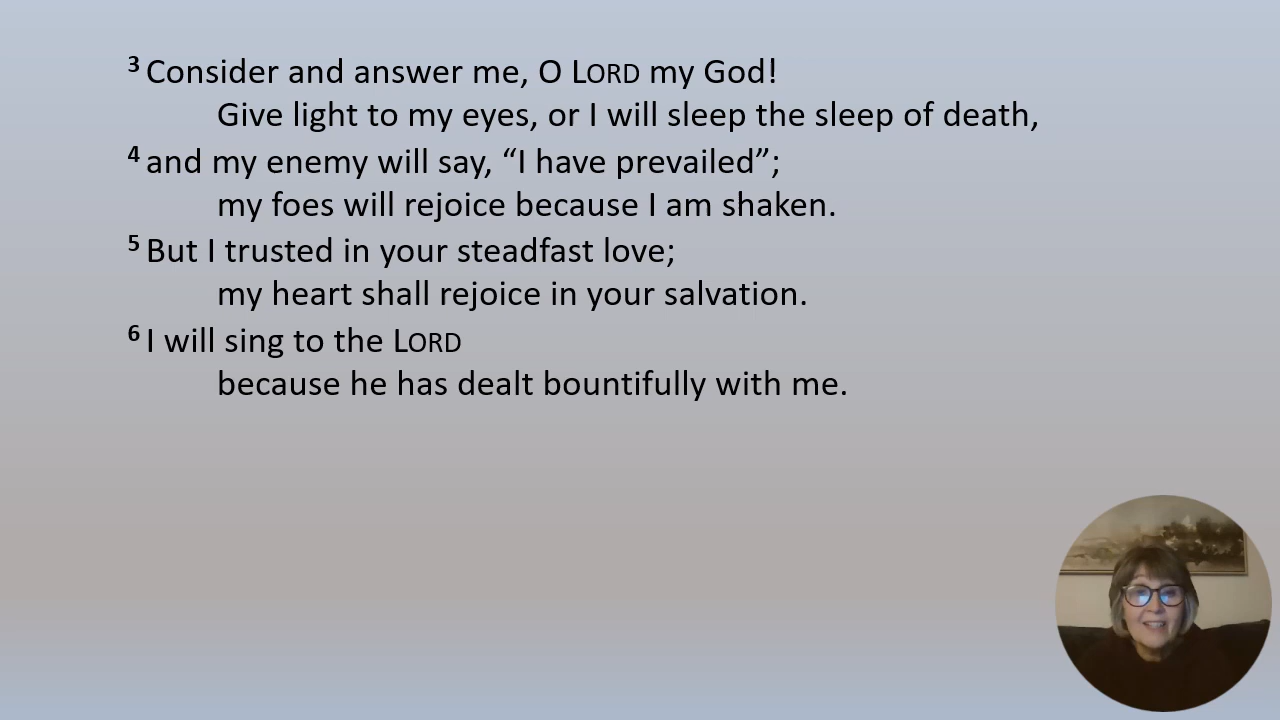 3 Consider and answer me, O LORD my God!
Give light to my eyes, or I will sleep the sleep of death,
4 and my enemy will say, “I have prevailed”;
my foes will rejoice because I am shaken.
5 But I trusted in your steadfast love;
my heart shall rejoice in your salvation.
6 I will sing to the LORD
because he has dealt bountifully with me.